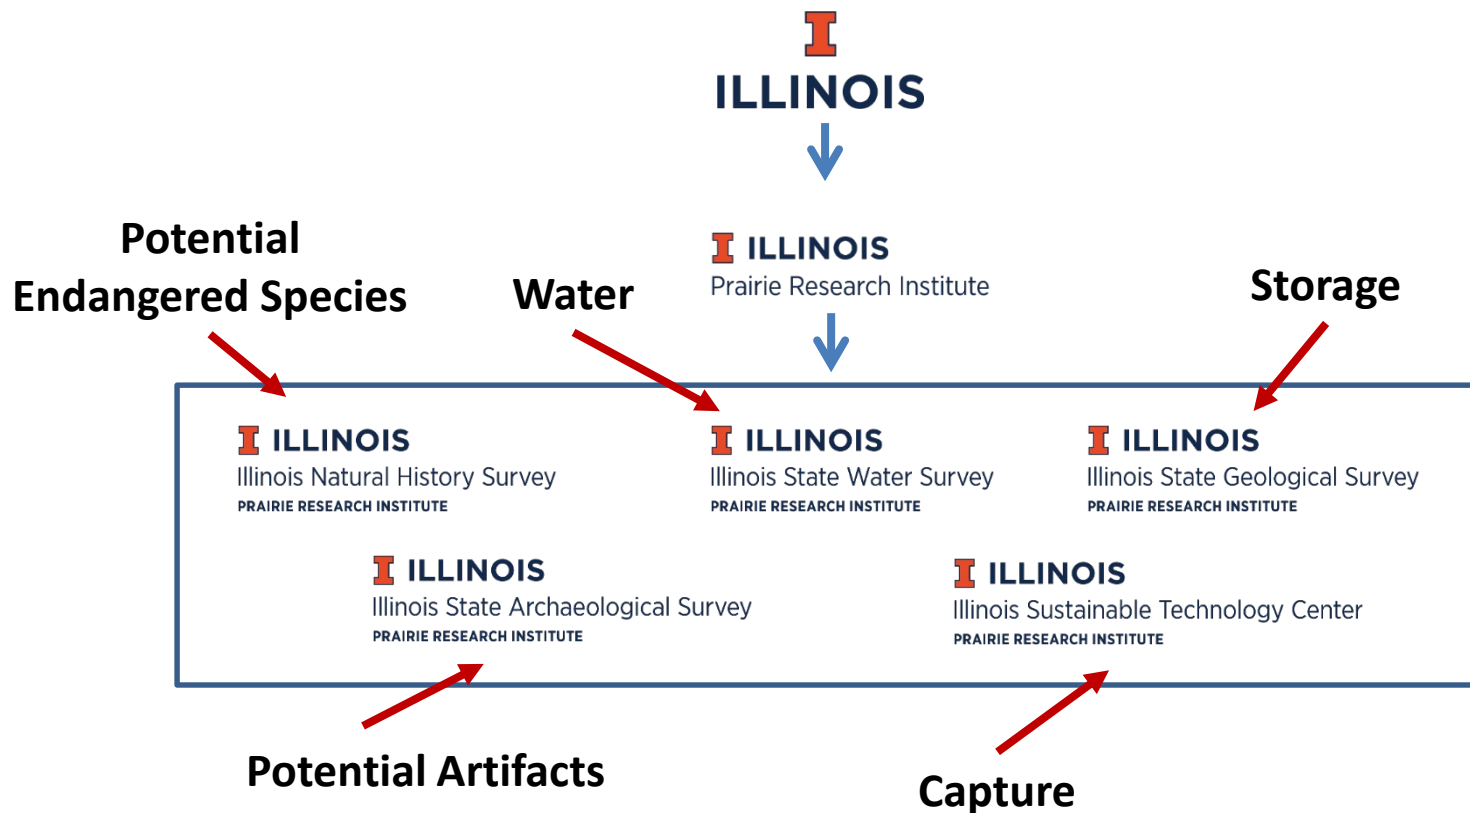 ILLINOIS
ILLINOIS
Prairie Research Institute
Potential
Endangered Species
Water
Storage
ILLINOIS
Illinois Natural History Survey
PRAIRIE RESEARCH INSTITUTE
ILLINOIS
Illinois State Water Survey
PRAIRIE RESEARCH INSTITUTE
ILLINOIS
Illinois State Geological Survey
PRAIRIE RESEARCH INSTITUTE
ILLINOIS
Illinois State Archaeological Survey
PRAIRIE RESEARCH INSTITUTE
ILLINOIS
Illinois Sustainable Technology Center
PRAIRIE RESEARCH INSTITUTE
Potential Artifacts
Capture